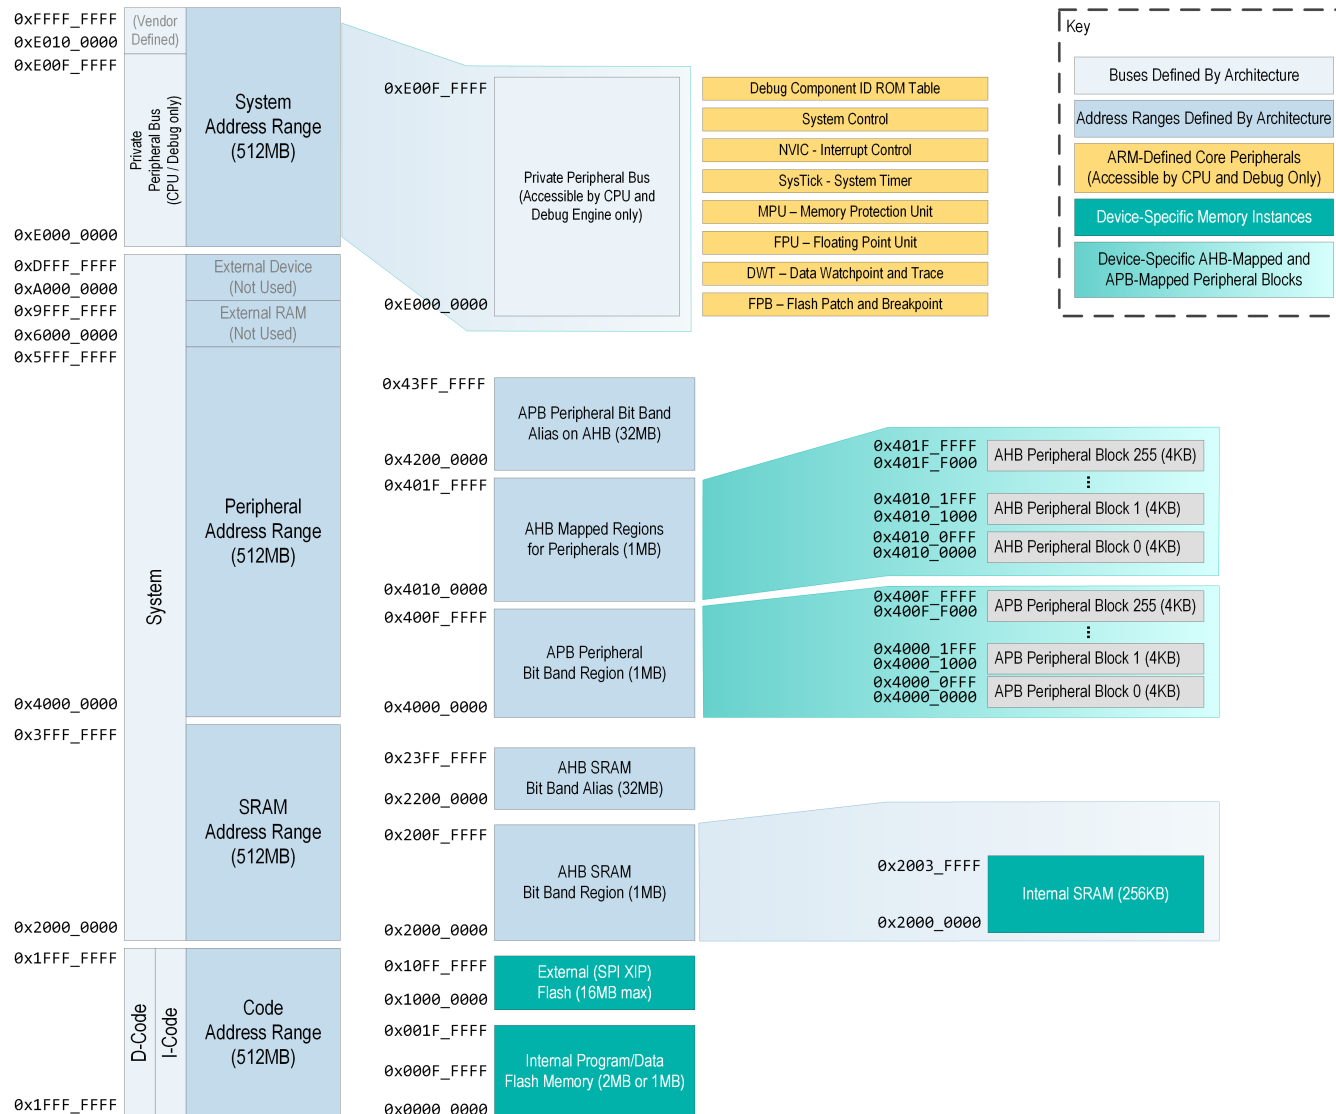 0xFFFF_FFFF
0xE010_0000
0xE00F_FFFF
0xE000_0000
0xDFFF_FFFF
0xA000_0000
0x9FFF_FFFF
0x6000_0000
0x5FFF_FFFF
0x4000_0000
0x3FFF_FFFF
0x2000_0000
0x1FFF_FFFF
0x1FFF_FFFF
(Vendor
Defined)
Private
Peripheral Bus
(CPU / Debug only)
System
D-Code
I-Code
System
Address Range
(512MB)
External Device
(Not Used)
External RAM
(Not Used)
Peripheral
Address Range
(512MB)
SRAM
Address Range
(512MB)
Code
Address Range
(512MB)
0xE00F_FFFF
Private Peripheral Bus
(Accessible by CPU and
Debug Engine only)
0xE000_0000
Debug Component ID ROM Table
System Control
NVIC - Interrupt Control
SysTick - System Timer
MPU – Memory Protection Unit
FPU – Floating Point Unit
DWT – Data Watchpoint and Trace
FPB – Flash Patch and Breakpoint
Key
Buses Defined By Architecture
Address Ranges Defined By Architecture
ARM-Defined Core Peripherals
(Accessible by CPU and Debug Only)
Device-Specific Memory Instances
Device-Specific AHB-Mapped and
APB-Mapped Peripheral Blocks
0x43FF_FFFF
APB Peripheral Bit Band
Alias on AHB (32MB)
0x4200_0000
0x401F_FFFF
AHB Mapped Regions
for Peripherals (1MB)
0x4010_0000
0x400F_FFFF
APB Peripheral
Bit Band Region (1MB)
0x4000_0000
0x401F_FFFF
0x401F_F000
AHB Peripheral Block 255 (4KB)
0x4010_1FFF
0x4010_1000
AHB Peripheral Block 1 (4KB)
0x4010_0FFF
0x4010_0000
AHB Peripheral Block 0 (4KB)
0x400F_FFFF
0x400F_F000
APB Peripheral Block 255 (4KB)
0x4000_1FFF
0x4000_1000
APB Peripheral Block 1 (4KB)
0x4000_0FFF
0x4000_0000
APB Peripheral Block 0 (4KB)
0x23FF_FFFF
AHB SRAM
Bit Band Alias (32MB)
0x2200_0000
0x200F_FFFF
AHB SRAM
Bit Band Region (1MB)
0x2000_0000
0x2003_FFFF
Internal SRAM (256KB)
0x2000_0000
0x10FF_FFFF
External (SPI XIP)
Flash (16MB max)
0x1000_0000
0x001F_FFFF
Internal Program/Data
Flash Memory (2MB or 1MB)
0x000F_FFFF
0x0000_0000